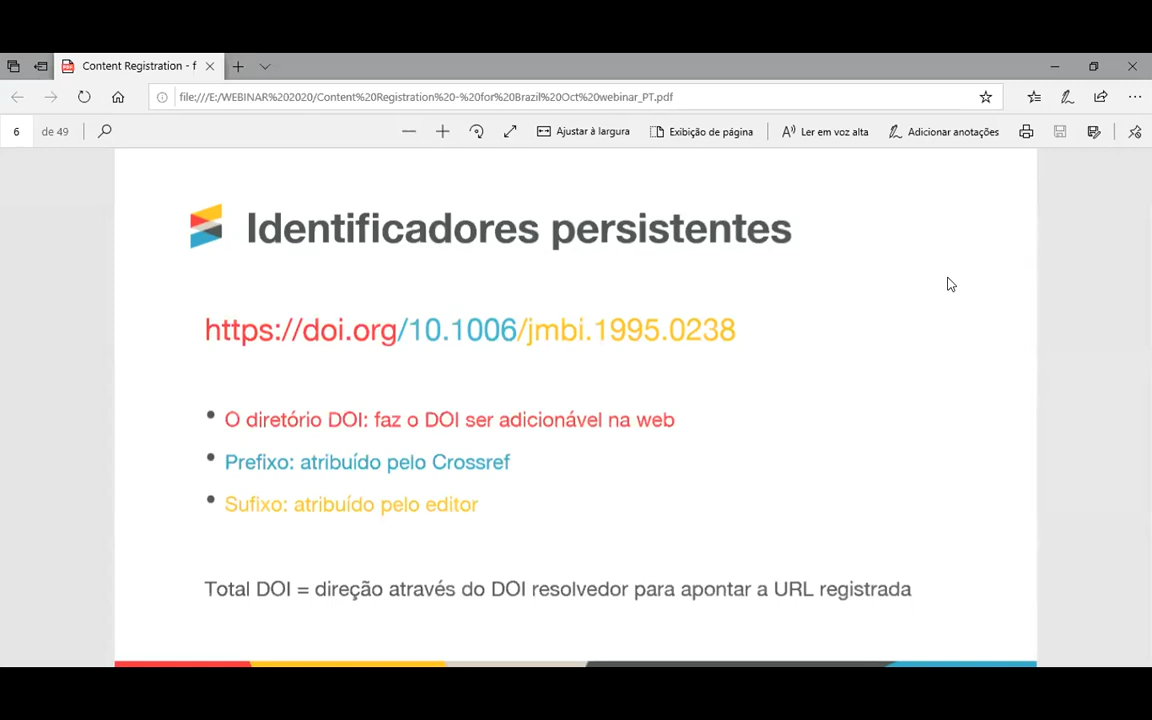 Content Registration - f
file:///E:/WEBINAR%202020/Content%20Registration%20-%20for%20Brazil%20Oct%20webinar_PT.pdf
6 de 49 Ajustar à largura Exibição de página Ler em voz alta Adicionar anotações
Identificadores persistentes
https://doi.org/10.1006/jmbi.1995.0238
• O diretório DOI: faz o DOI ser adicionável na web
• Prefixo: atribuído pelo Crossref
• Sufixo: atribuído pelo editor
Total DOI = direção através do DOI resolvedor para apontar a URL registrada